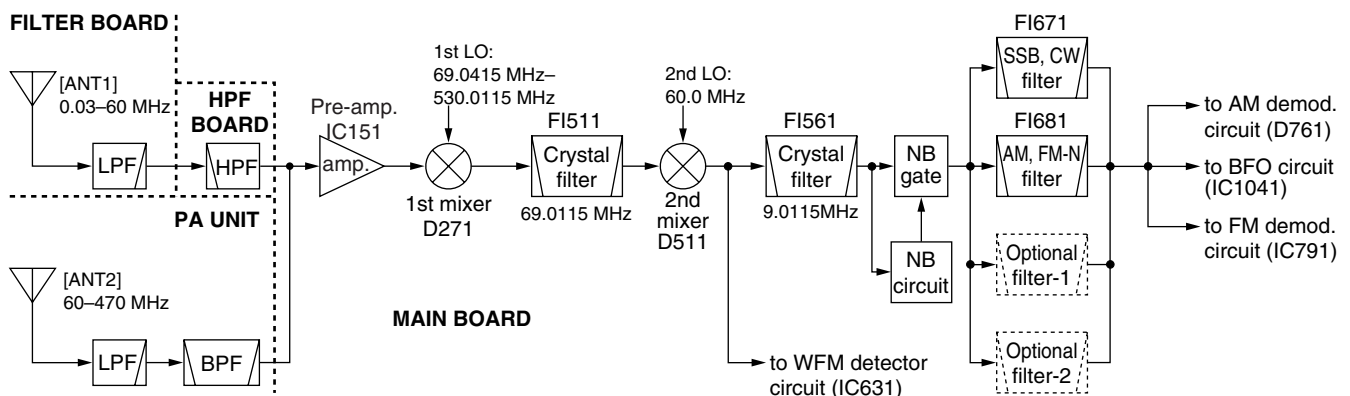 FILTER BOARD
[ANT1]
0.03–60 MHz
LPF
HPF
BOARD
HPF
PA UNIT
[ANT2]
60–470 MHz
LPF
BPF
Pre-amp.
IC151
amp.
1st LO:
69.0415 MHz–
530.0115 MHz
1st mixer
D271
FI511
Crystal
filter
69.0115 MHz
2nd LO:
60.0 MHz
2nd
mixer
D511
FI561
Crystal
filter
9.0115MHz
NB
gate
NB
circuit
FI671
SSB, CW
filter
FI681
AM, FM-N
filter
Optional
filter-1
Optional
filter-2
to AM demod.
circuit (D761)
to BFO circuit
(IC1041)
to FM demod.
circuit (IC791)
MAIN BOARD
to WFM detector
circuit (IC631)